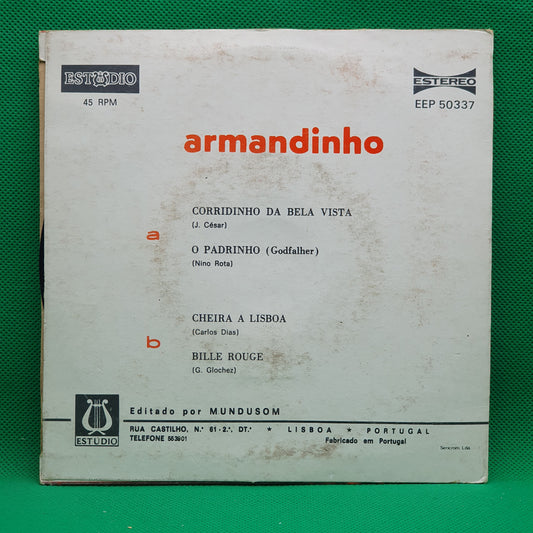 ESTÚDIO
45 RPM
ESTEREO
EEP 50337
armandinho
a
CORRIDINHO DA BELA VISTA
(J. César)
O PADRINHO (Godfalher)
(Nino Rota)
b
CHEIRA A LISBOA
(Carlos Dias)
BILLE ROUGE
(G. Glochez)
ESTUDIO
Editado por MUNDUSOM
RUA CASTILHO, N.º 61-2.º, DT.º * LISBOA * PORTUGAL
TELEFONE 553901
Fabricado em Portugal